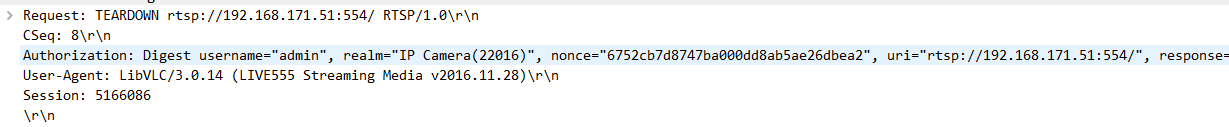 Request: TEARDOWN rtsp://192.168.171.51:554/ RTSP/1.0\r\n
CSeq: 8\r\n
Authorization: Digest username="admin", realm="IP Camera(22016)", nonce="6752cb7d8747ba000dd8ab5ae26dbea2", uri="rtsp://192.168.171.51:554/", response=
User-Agent: LibVLC/3.0.14 (LIVE555 Streaming Media v2016.11.28)\r\n
Session: 5166086
\r\n